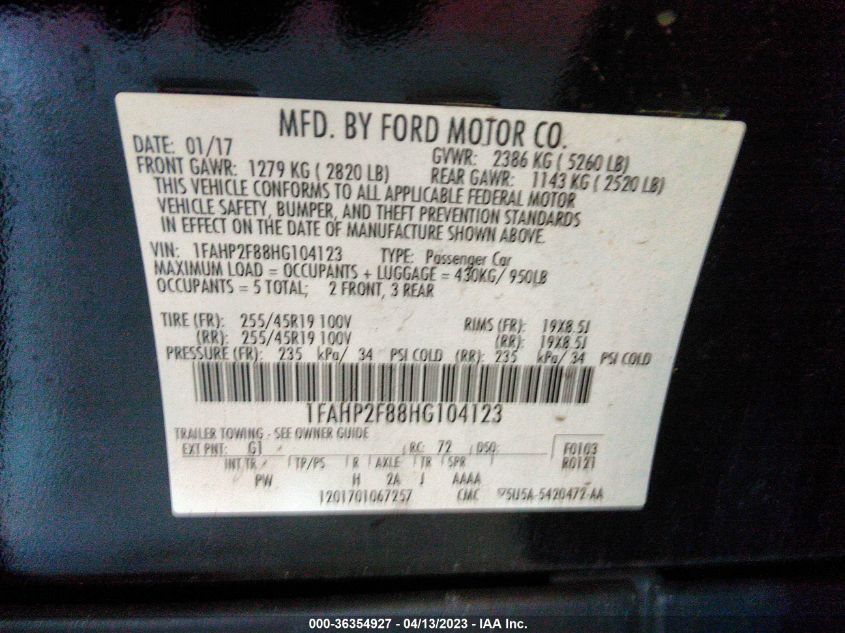 MFD. BY FORD MOTOR CO.
DATE: 01/17 GVWR: 2386 KG ( 5260 LB)
FRONT GAWR: 1279 KG ( 2820 LB) REAR GAWR: 1143 KG ( 2520 LB)
THIS VEHICLE CONFORMS TO ALL APPLICABLE FEDERAL MOTOR
VEHICLE SAFETY, BUMPER, AND THEFT PREVENTION STANDARDS
IN EFFECT ON THE DATE OF MANUFACTURE SHOWN ABOVE.
VIN: 1FAHP2F88HG104123 TYPE: Passenger Car
MAXIMUM LOAD = OCCUPANTS + LUGGAGE = 430KG/ 950LB
OCCUPANTS = 5 TOTAL; 2 FRONT, 3 REAR
TIRE (FR): 255/45R19 100V RIMS (FR): 19X8.5J
(RR): 255/45R19 100V (RR): 19X8.5J
PRESSURE (FR): 235 kPa/ 34 PSI COLD (RR): 235 kPa/ 34 PSI COLD
1FAHP2F88HG104123
TRAILER TOWING - SEE OWNER GUIDE
EXT PNT: G1 RC: 72 DSO: F0103
INT TR TP/PS R AXLE TR SPR R0121
PW H 2A J AAAA
1201701067257 CMC 5U5A-5420472-AA
000-36354927 - 04/13/2023 - IAA Inc.